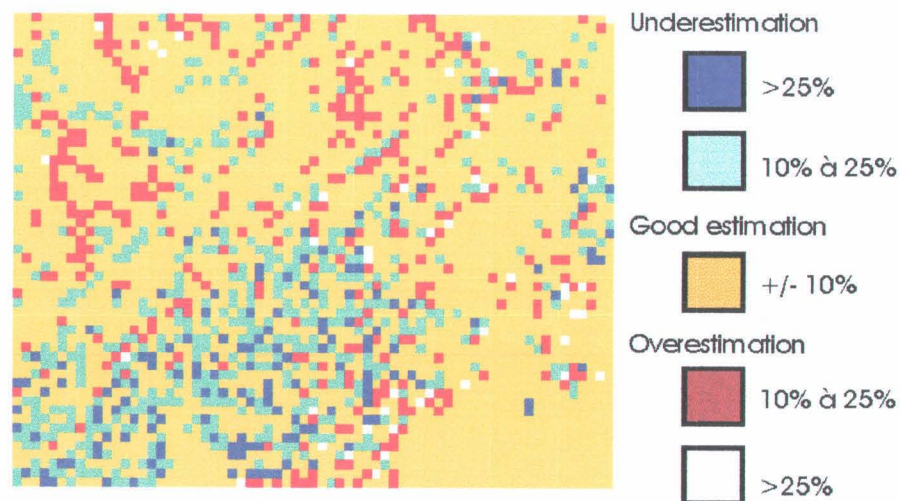 Underestimation
>25%
10% à 25%
Good estimation
+/- 10%
Overestimation
10% à 25%
>25%